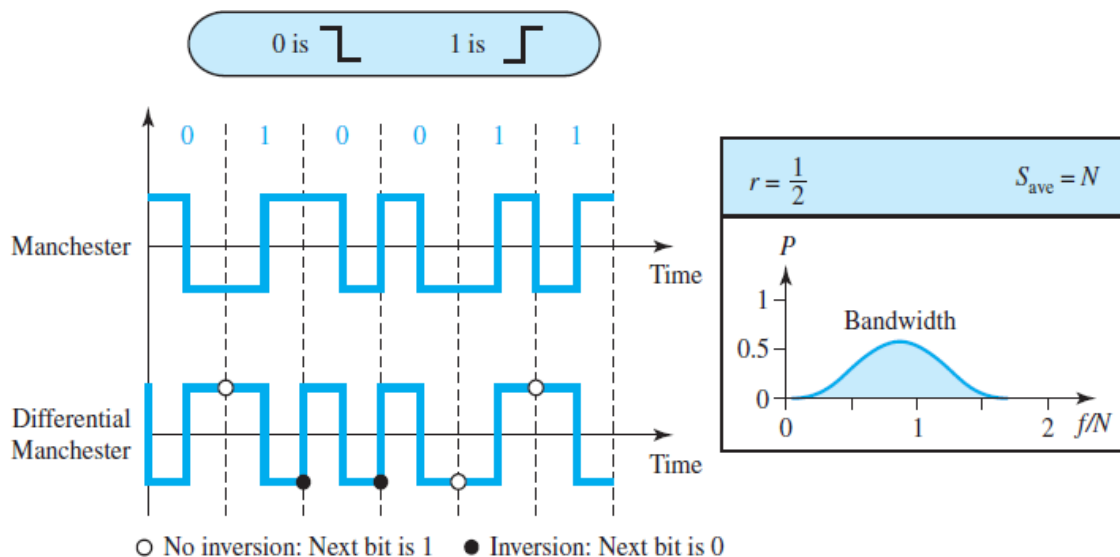 0 is 1 is
0 1 0 0 1 1
Manchester
Time
Differential
Manchester
Time
○ No inversion: Next bit is 1 ● Inversion: Next bit is 0
r = 1/2 S_ave = N
P
1
Bandwidth
0.5
0
0 1 2 f/N